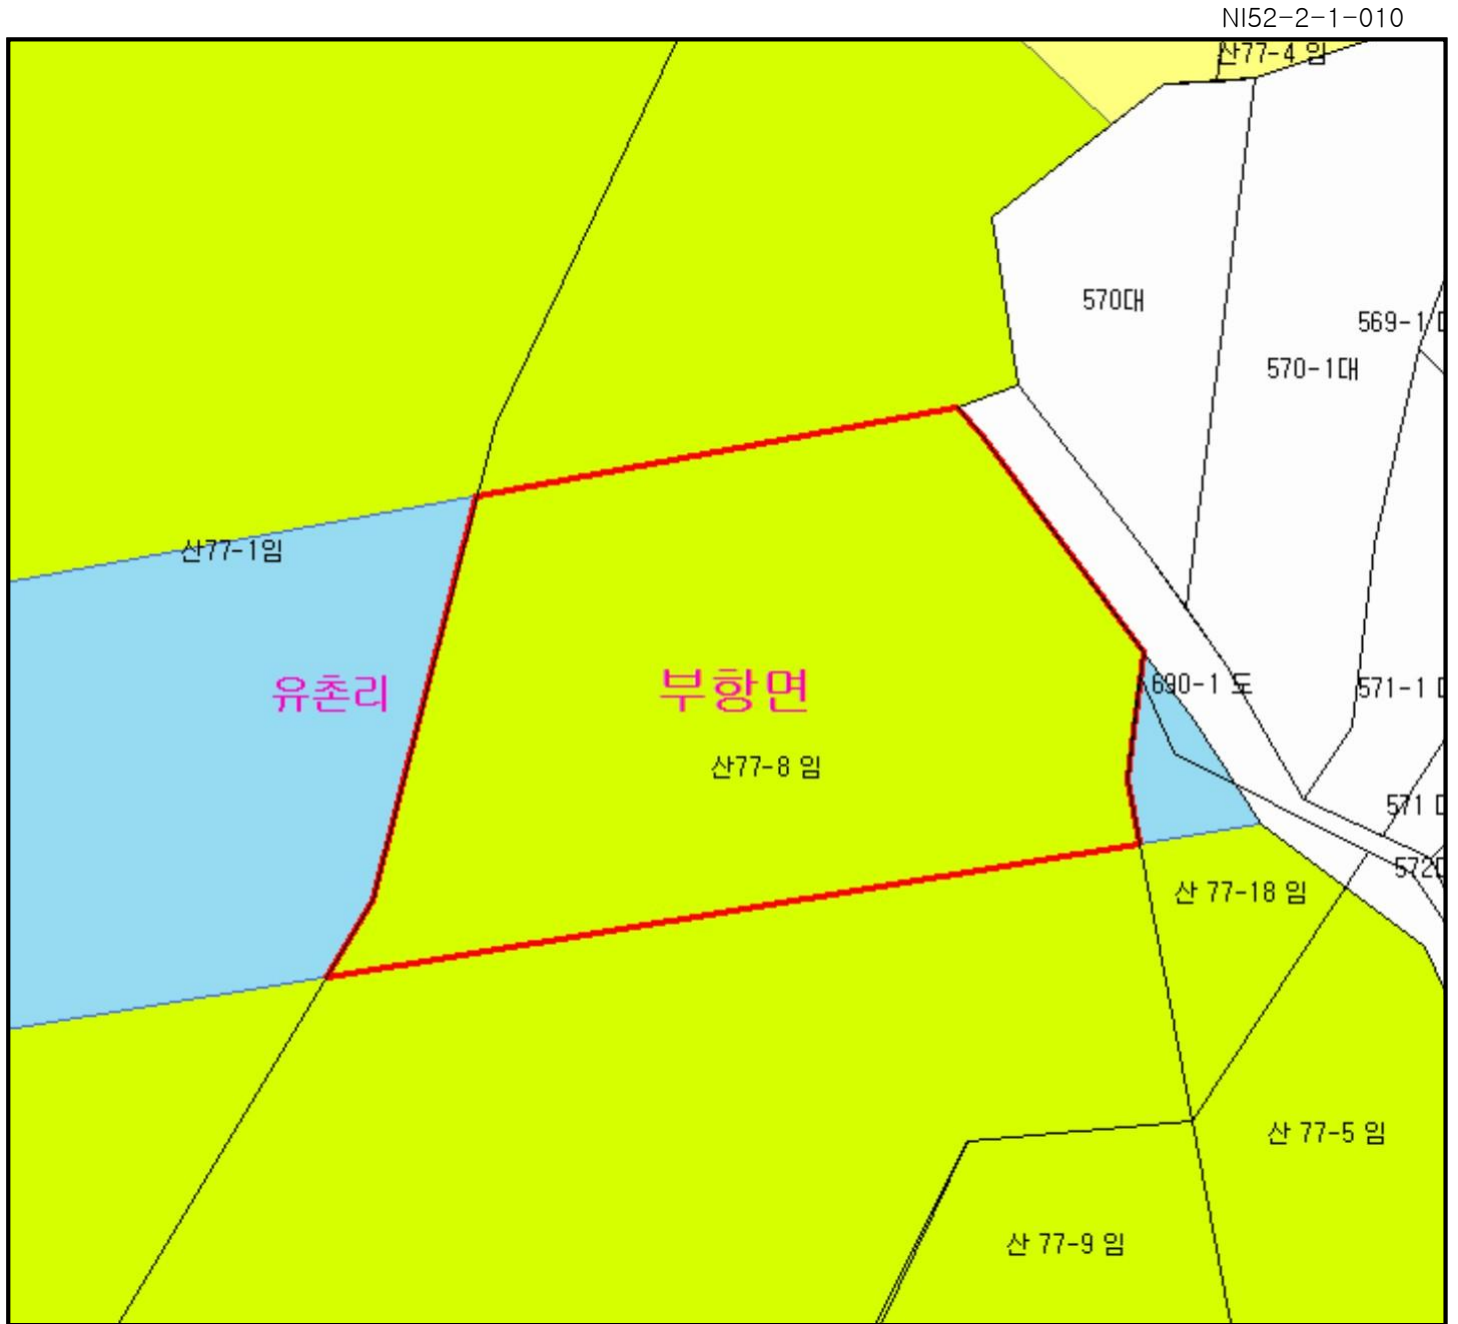 NI52-2-1-010
산77-4 임
570대
569-1
570-1대
산77-1임
유촌리
부항면
690-1 도
571-1
산77-8 임
571
572
산 77-18 임
산 77-5 임
산 77-9 임